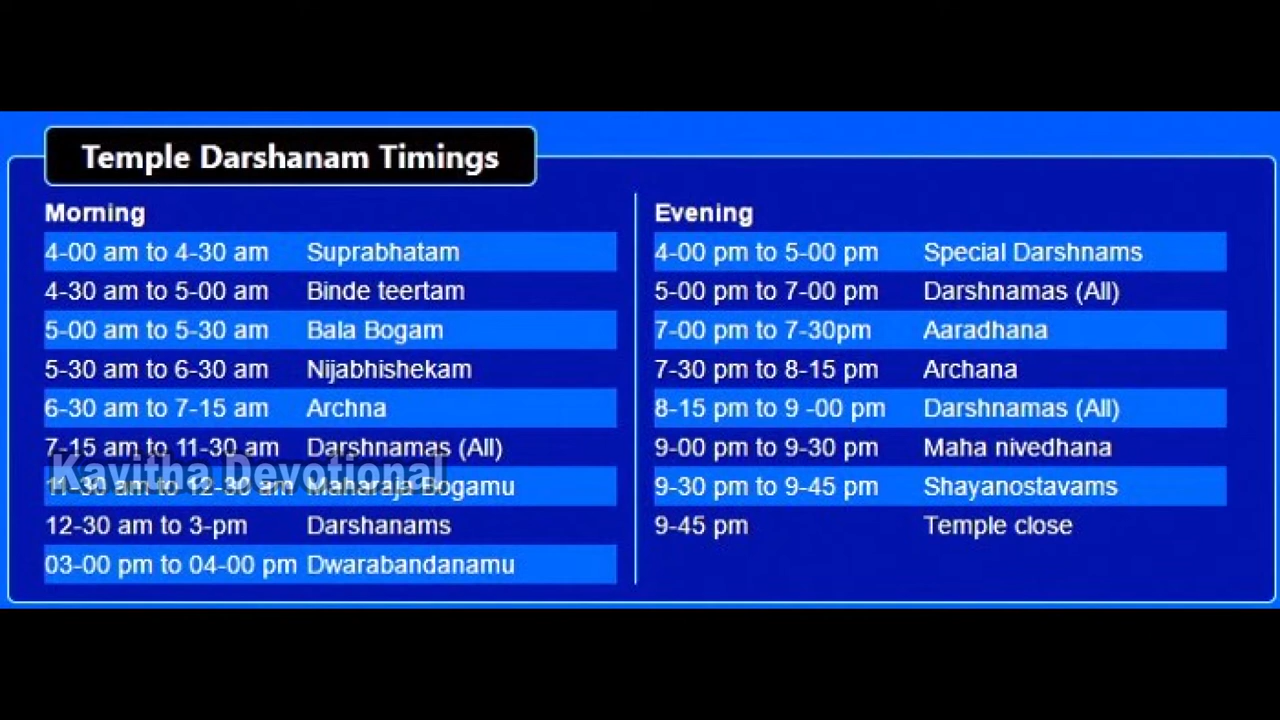 Temple Darshanam Timings
Morning
4-00 am to 4-30 am Suprabhatam
4-30 am to 5-00 am Binde teertam
5-00 am to 5-30 am Bala Bogam
5-30 am to 6-30 am Nijabhishekam
6-30 am to 7-15 am Archna
7-15 am to 11-30 am Darshnamas (All)
Kavitha Devotional
11-30 am to 12-30 am Maharaja Bogamu
12-30 am to 3-pm Darshanams
03-00 pm to 04-00 pm Dwarabandanamu
Evening
4-00 pm to 5-00 pm Special Darshnams
5-00 pm to 7-00 pm Darshnamas (All)
7-00 pm to 7-30pm Aaradhana
7-30 pm to 8-15 pm Archana
8-15 pm to 9 -00 pm Darshnamas (All)
9-00 pm to 9-30 pm Maha nivedhana
9-30 pm to 9-45 pm Shayanostavams
9-45 pm Temple close